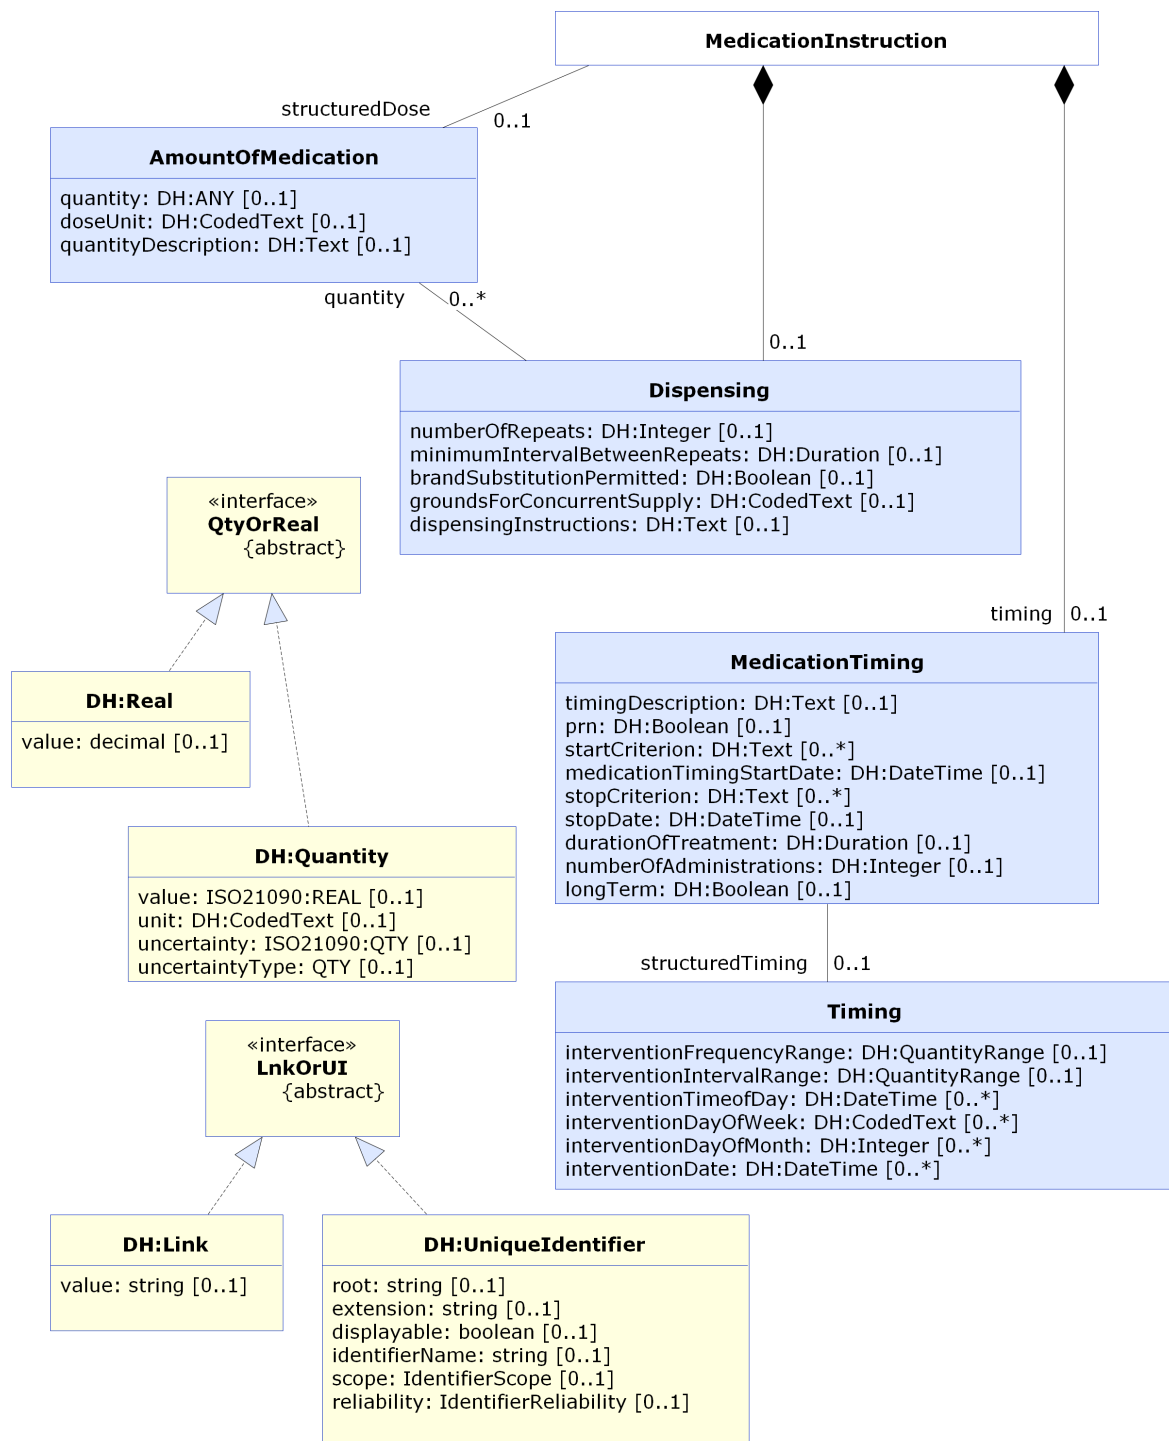 MedicationInstruction
structuredDose
0..1
AmountOfMedication
quantity: DH:ANY [0..1]
doseUnit: DH:CodedText [0..1]
quantityDescription: DH:Text [0..1]
quantity
0..*
0..1
Dispensing
numberOfRepeats: DH:Integer [0..1]
minimumIntervalBetweenRepeats: DH:Duration [0..1]
brandSubstitutionPermitted: DH:Boolean [0..1]
groundsForConcurrentSupply: DH:CodedText [0..1]
dispensingInstructions: DH:Text [0..1]
«interface»
QtyOrReal
{abstract}
timing
0..1
MedicationTiming
timingDescription: DH:Text [0..1]
prn: DH:Boolean [0..1]
startCriterion: DH:Text [0..*]
medicationTimingStartDate: DH:DateTime [0..1]
stopCriterion: DH:Text [0..*]
stopDate: DH:DateTime [0..1]
durationOfTreatment: DH:Duration [0..1]
numberOfAdministrations: DH:Integer [0..1]
longTerm: DH:Boolean [0..1]
DH:Real
value: decimal [0..1]
DH:Quantity
value: ISO21090:REAL [0..1]
unit: DH:CodedText [0..1]
uncertainty: ISO21090:QTY [0..1]
uncertaintyType: QTY [0..1]
structuredTiming
0..1
Timing
interventionFrequencyRange: DH:QuantityRange [0..1]
interventionIntervalRange: DH:QuantityRange [0..1]
interventionTimeofDay: DH:DateTime [0..*]
interventionDayOfWeek: DH:CodedText [0..*]
interventionDayOfMonth: DH:Integer [0..*]
interventionDate: DH:DateTime [0..*]
«interface»
LnkOrUI
{abstract}
DH:Link
value: string [0..1]
DH:UniqueIdentifier
root: string [0..1]
extension: string [0..1]
displayable: boolean [0..1]
identifierName: string [0..1]
scope: IdentifierScope [0..1]
reliability: IdentifierReliability [0..1]